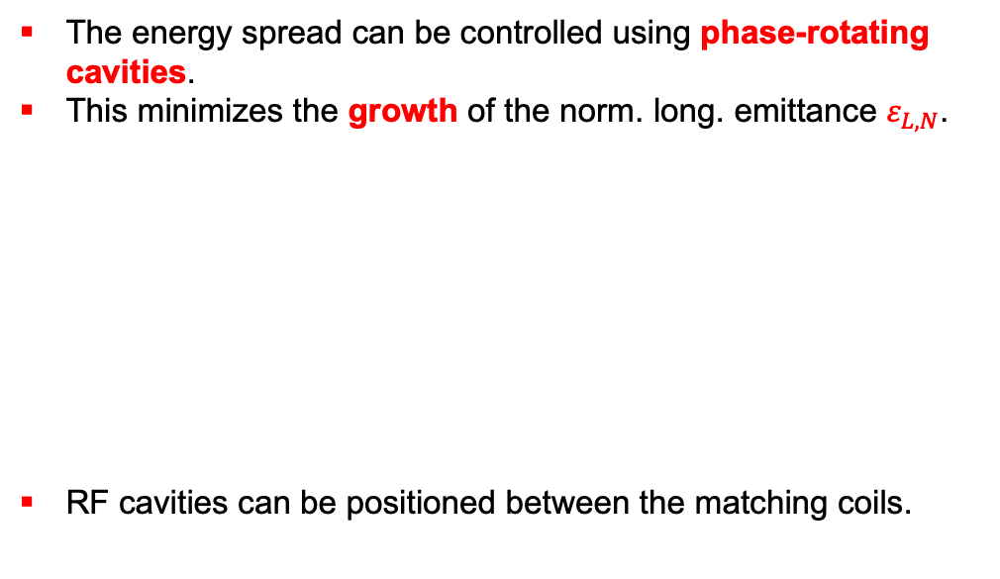 ▪ The energy spread can be controlled using phase-rotating
cavities.
▪ This minimizes the growth of the norm. long. emittance ε_{L,N}.
▪ RF cavities can be positioned between the matching coils.